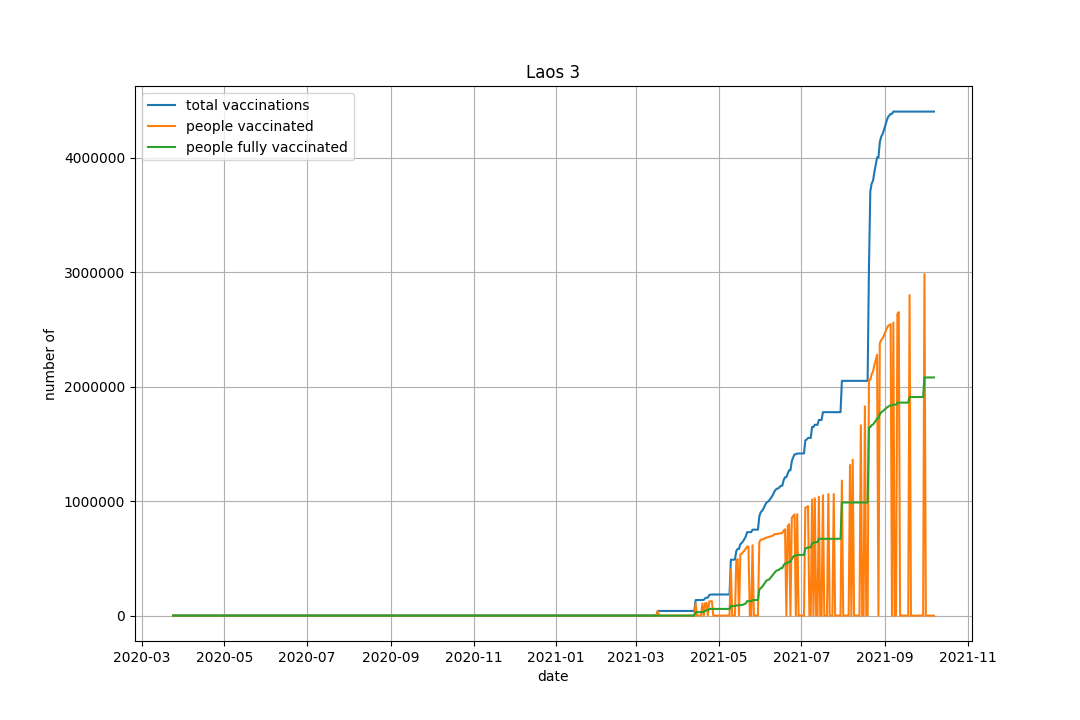 Laos 3
total vaccinations
people vaccinated
people fully vaccinated
4000000
3000000
2000000
1000000
0
number of
2020-03 2020-05 2020-07 2020-09 2020-11 2021-01 2021-03 2021-05 2021-07 2021-09 2021-11
date